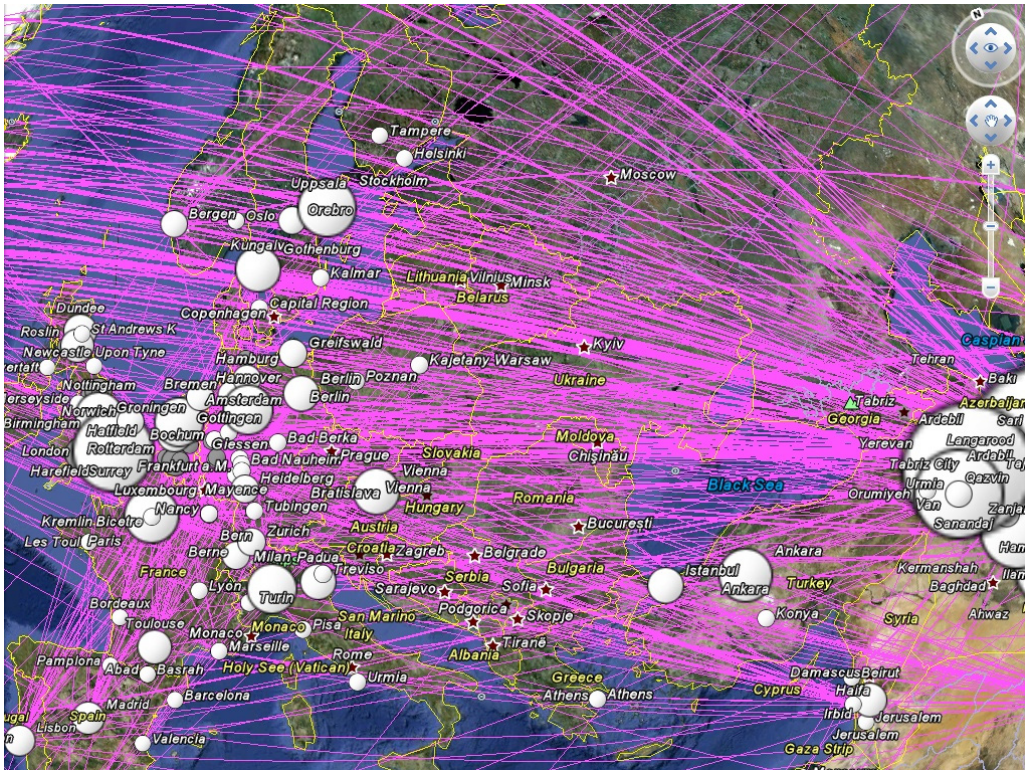 N
Tampere
Helsinki
Moscow
Uppsala
Stockholm
Orebro
Bergen
Oslo
Kungalv
Gothenburg
Kalmar
Lithuania
Vilnius
Minsk
Belarus
Capital Region
Copenhagen
Dundee
Roslin
St Andrews K
Newcastle Upon Tyne
Greifswald
Kyiv
Caspian
Hamburg
Kajetany
Warsaw
Tehran
Nottingham
Hannover
Bremen
Berlin
Poznan
Ukraine
Baki
Amsterdam
Berlin
Tabriz
Azerbaijan
Norwich
Groningen
Georgia
Ardebil
Birmingham
Gottingen
Hatfield
Bochum
Moldova
Yerevan
Langarood
London
Rotterdam
Giessen
Bad Berka
Prague
Slovakia
Chişinău
Ardabil
Harefield
Surrey
Frankfurt a.M.
Bad Nauheim
Vienna
Tabriz City
Qazvin
Heidelberg
Urmia
Luxembourg
Mayence
Bratislava
Vienna
Black Sea
Orumiyeh
Romania
Van
Tubingen
Hungary
Nancy
Sanandaj
Kremlin Bicetre
Bucureşti
Les Toul
Paris
Bern
Zurich
Austria
Croatia
Zagreb
Belgrade
Ankara
Berne
Milan
Padua
Treviso
France
Bulgaria
Istanbul
Kermanshah
Serbia
Sofia
Ankara
Turkey
Baghdad
Lyon
Sarajevo
Turin
Bordeaux
Podgorica
Skopje
Konya
Ahwaz
San Marino
Syria
Toulouse
Monaco
Monaco
Pisa
Italy
Tiranë
Marseille
Albania
Rome
Pamplona
Abad
Basrah
Holy See (Vatican)
Urmia
Greece
Damascus
Beirut
Barcelona
Athens
Athens
Cyprus
Haifa
Madrid
Spain
Lisbon
Irbid
Jerusalem
Jerusalem
Valencia
Gaza Strip